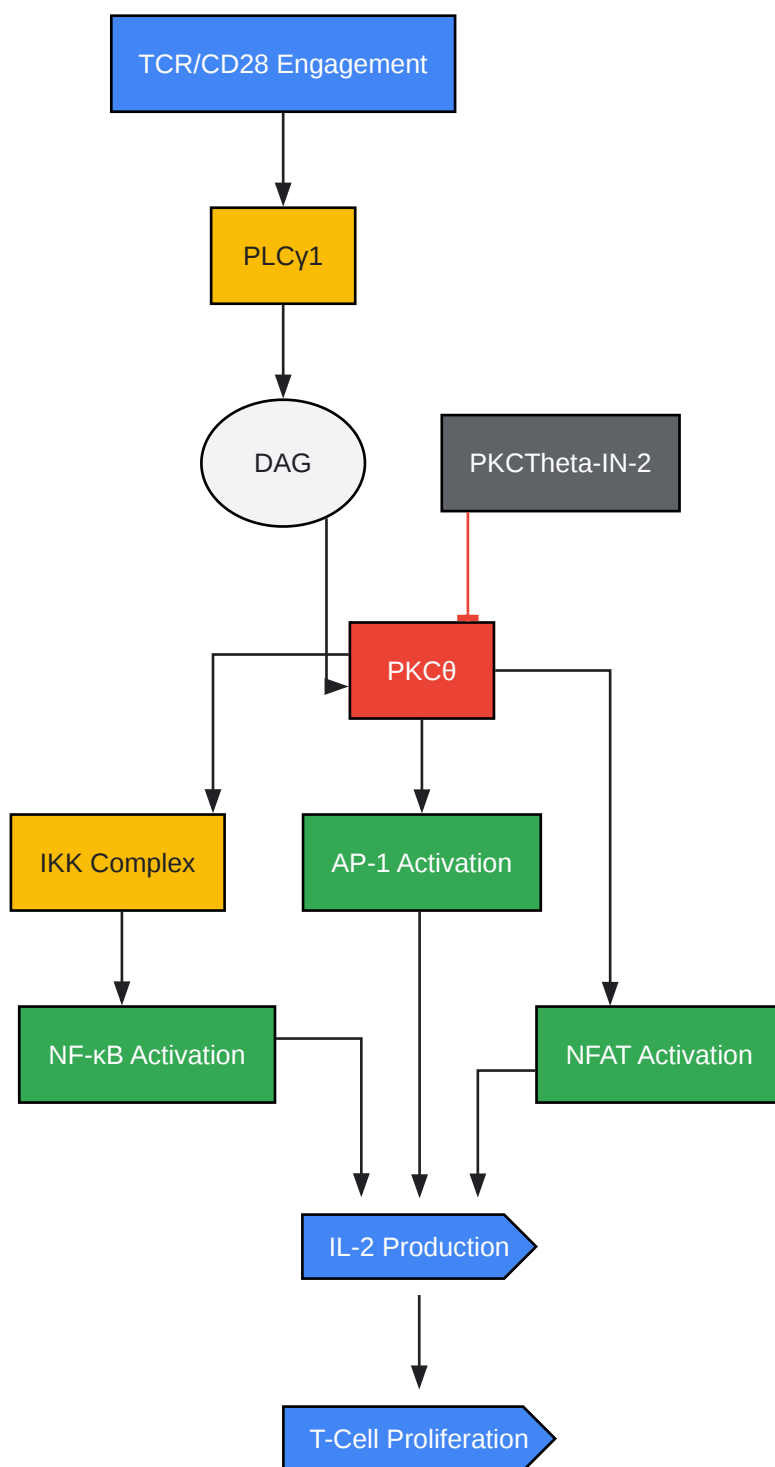 TCR/CD28 Engagement
PLCγ1
DAG
PKCTheta-IN-2
PKCθ
IKK Complex
AP-1 Activation
NF-κB Activation
NFAT Activation
IL-2 Production
T-Cell Proliferation